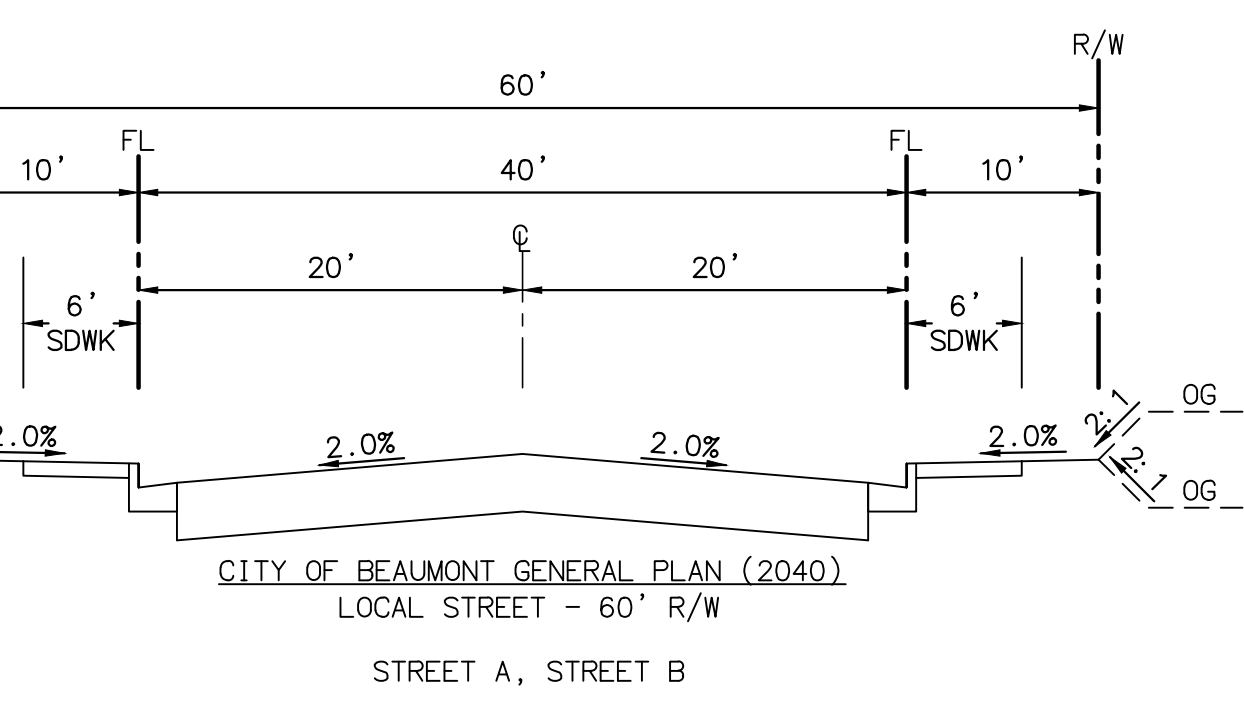 R/W
60'
FL
FL
10'
40'
10'
℄
20'
20'
6'
SDWK
6'
SDWK
OG
2:1
2.0%
2.0%
2.0%
2.0%
2:1
OG
CITY OF BEAUMONT GENERAL PLAN (2040)
LOCAL STREET - 60' R/W
STREET A, STREET B